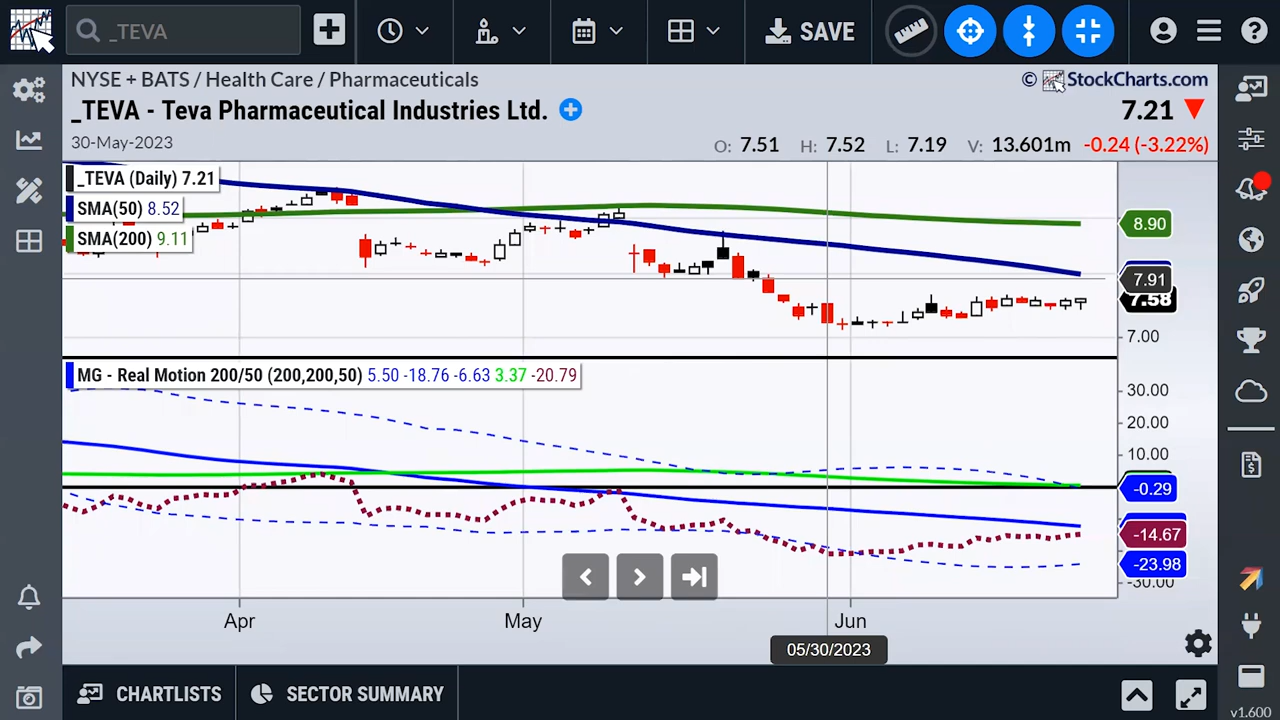 _TEVA
SAVE
NYSE + BATS / Health Care / Pharmaceuticals
© StockCharts.com
_TEVA - Teva Pharmaceutical Industries Ltd.
7.21
30-May-2023
O: 7.51 H: 7.52 L: 7.19 V: 13.601m -0.24 (-3.22%)
_TEVA (Daily) 7.21
SMA(50) 8.52
SMA(200) 9.11
8.90
7.91
7.58
7.00
MG - Real Motion 200/50 (200,200,50) 5.50 -18.76 -6.63 3.37 -20.79
30.00
20.00
10.00
-0.29
-14.67
-23.98
-30.00
Apr
May
Jun
05/30/2023
CHARTLISTS
SECTOR SUMMARY
v1.600